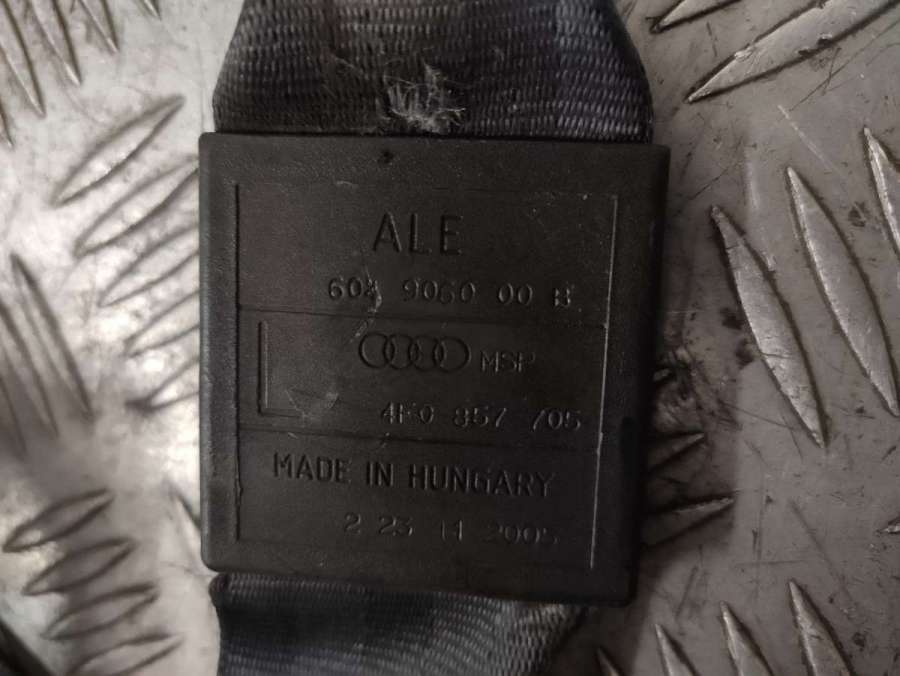 ALE
604 9060 00 B
L MSP
4F0 857 705
MADE IN HUNGARY
2 23 11 2005